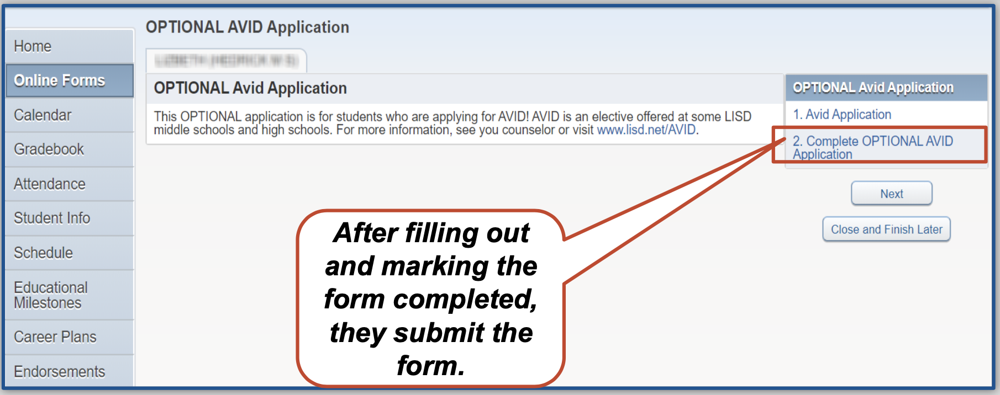 OPTIONAL AVID Application
Home
Online Forms
Calendar
Gradebook
Attendance
Student Info
Schedule
Educational
Milestones
Career Plans
Endorsements
OPTIONAL Avid Application
This OPTIONAL application is for students who are applying for AVID! AVID is an elective offered at some LISD
middle schools and high schools. For more information, see you counselor or visit www.lisd.net/AVID.
OPTIONAL Avid Application
1. Avid Application
2. Complete OPTIONAL AVID
Application
Next
Close and Finish Later
After filling out
and marking the
form completed,
they submit the
form.